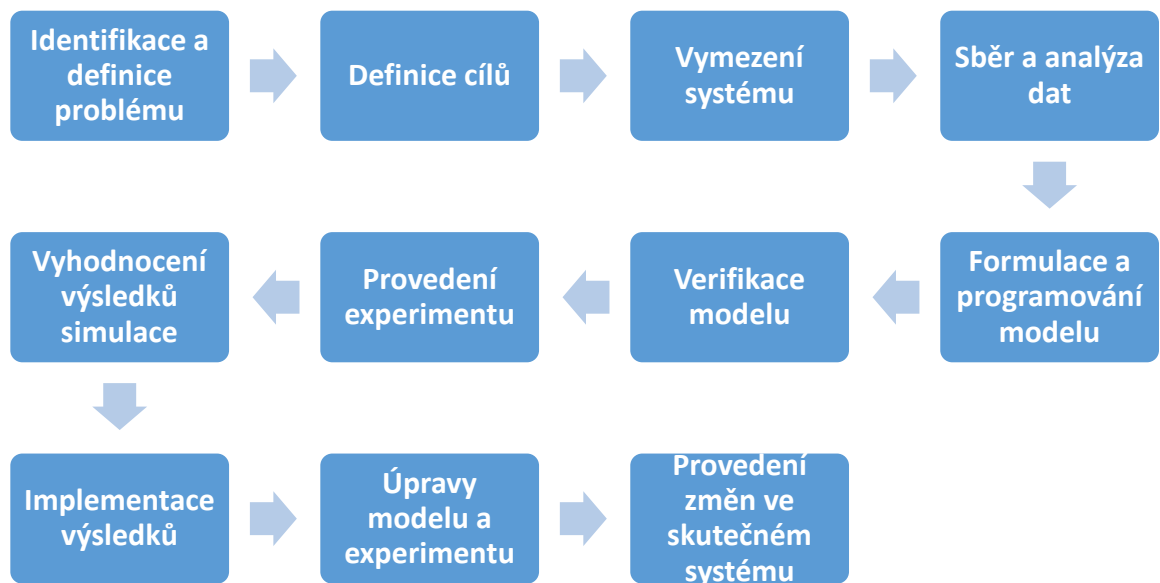 Identifikace a
definice
problému
Definice cílů
Vymezení
systému
Sběr a analýza
dat
Formulace a
programování
modelu
Verifikace
modelu
Provedení
experimentu
Vyhodnocení
výsledků
simulace
Implementace
výsledků
Úpravy
modelu a
experimentu
Provedení
změn ve
skutečném
systému